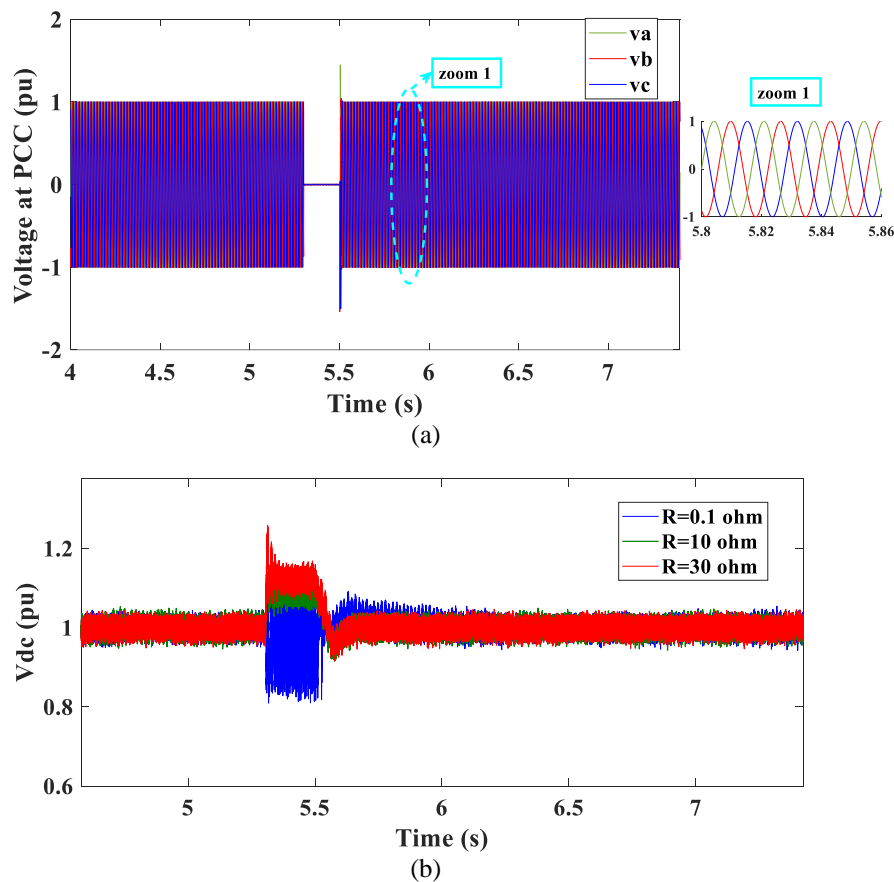 va
vb
vc
zoom 1
Voltage at PCC (pu)
2
1
0
-1
-2
4 4.5 5 5.5 6 6.5 7
Time (s)
zoom 1
1
0
-1
5.8 5.82 5.84 5.86
(a)
R=0.1 ohm
R=10 ohm
R=30 ohm
Vdc (pu)
1.2
1
0.8
0.6
5 5.5 6 6.5 7
Time (s)
(b)